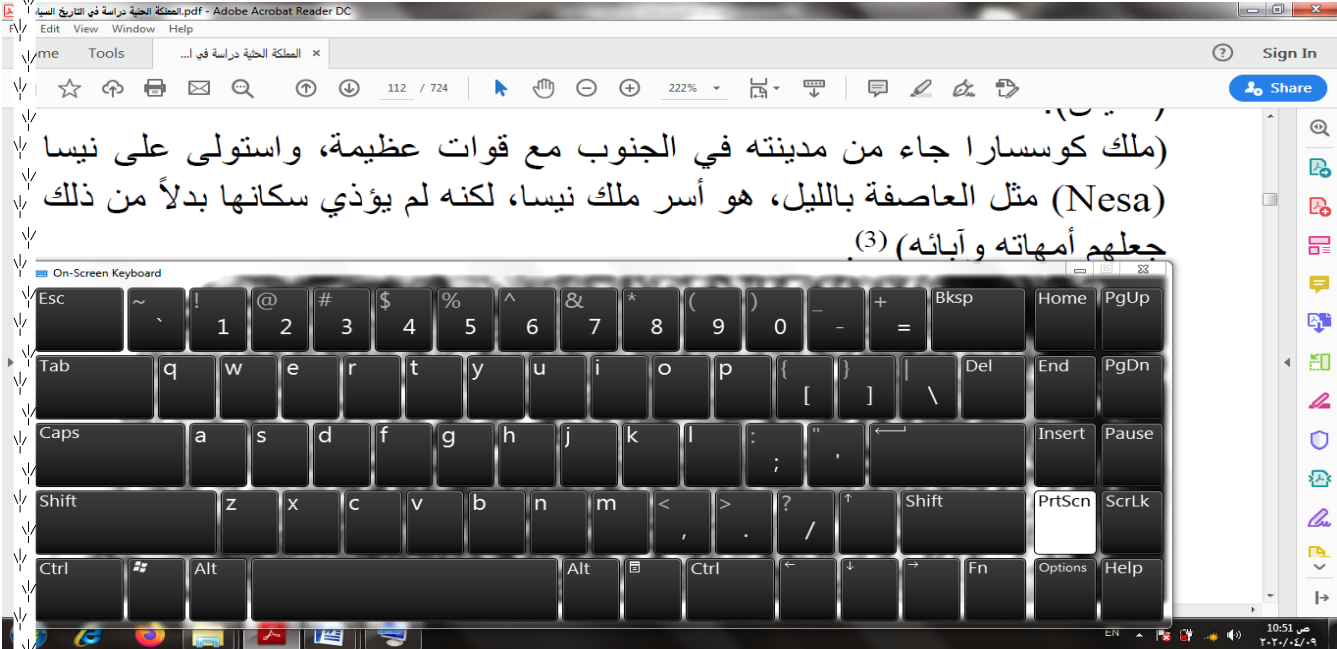 المملكة الحثية دراسة في التاريخ السيا.pdf - Adobe Acrobat Reader DC
Edit View Window Help
Tools
المملكة الحثية دراسة في ا... ×
Sign In
112 / 724
222%
Share
(ملك كوسسارا جاء من مدينته في الجنوب مع قوات عظيمة، واستولى على نيسا
(Nesa) مثل العاصفة بالليل، هو أسر ملك نيسا، لكنه لم يؤذي سكانها بدلاً من ذلك
جعلهم أمهاته وآبائه) (3).
On-Screen Keyboard
Esc ~ ` ! 1 @ 2 # 3 $ 4 % 5 ^ 6 & 7 * 8 ( 9 ) 0 _ - + = Bksp Home PgUp
Tab q w e r t y u i o p { [ } ] | \ Del End PgDn
Caps a s d f g h j k l : ; " ' Insert Pause
Shift z x c v b n m < , > . ? / ↑ Shift PrtScn ScrLk
Ctrl Alt Alt Ctrl ← ↓ → Fn Options Help
EN
10:51 ص
٢٠٢٠/٠٤/٠٩